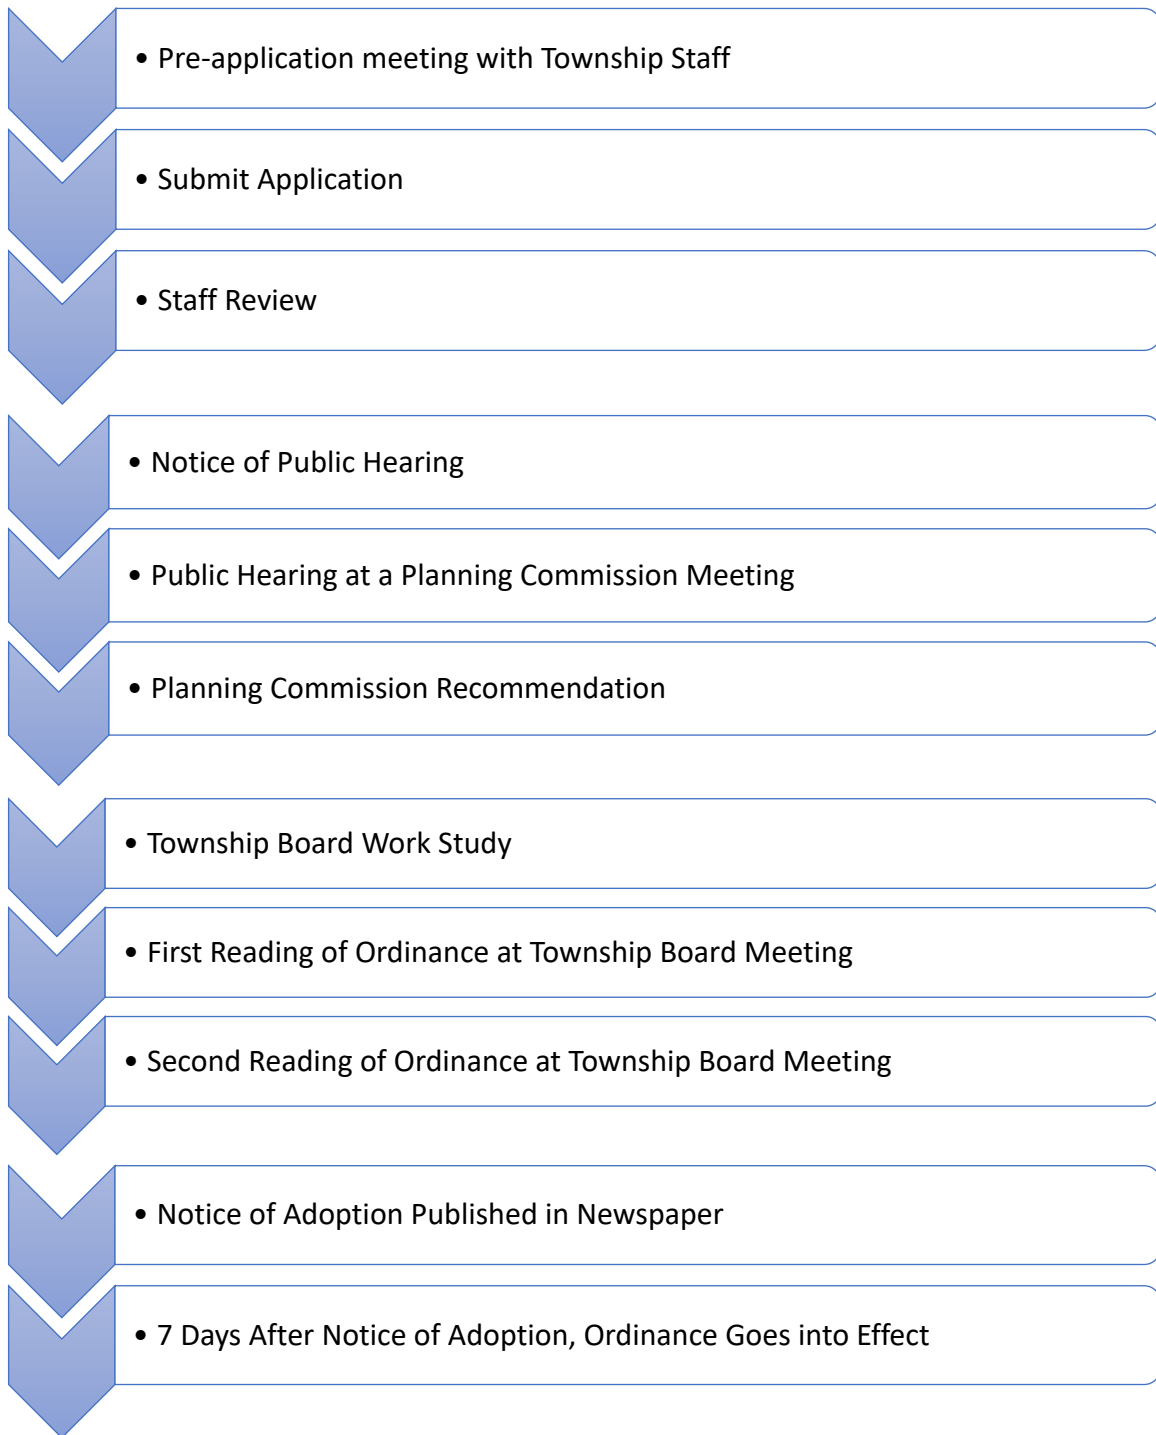 • Pre-application meeting with Township Staff
• Submit Application
• Staff Review
• Notice of Public Hearing
• Public Hearing at a Planning Commission Meeting
• Planning Commission Recommendation
• Township Board Work Study
• First Reading of Ordinance at Township Board Meeting
• Second Reading of Ordinance at Township Board Meeting
• Notice of Adoption Published in Newspaper
• 7 Days After Notice of Adoption, Ordinance Goes into Effect